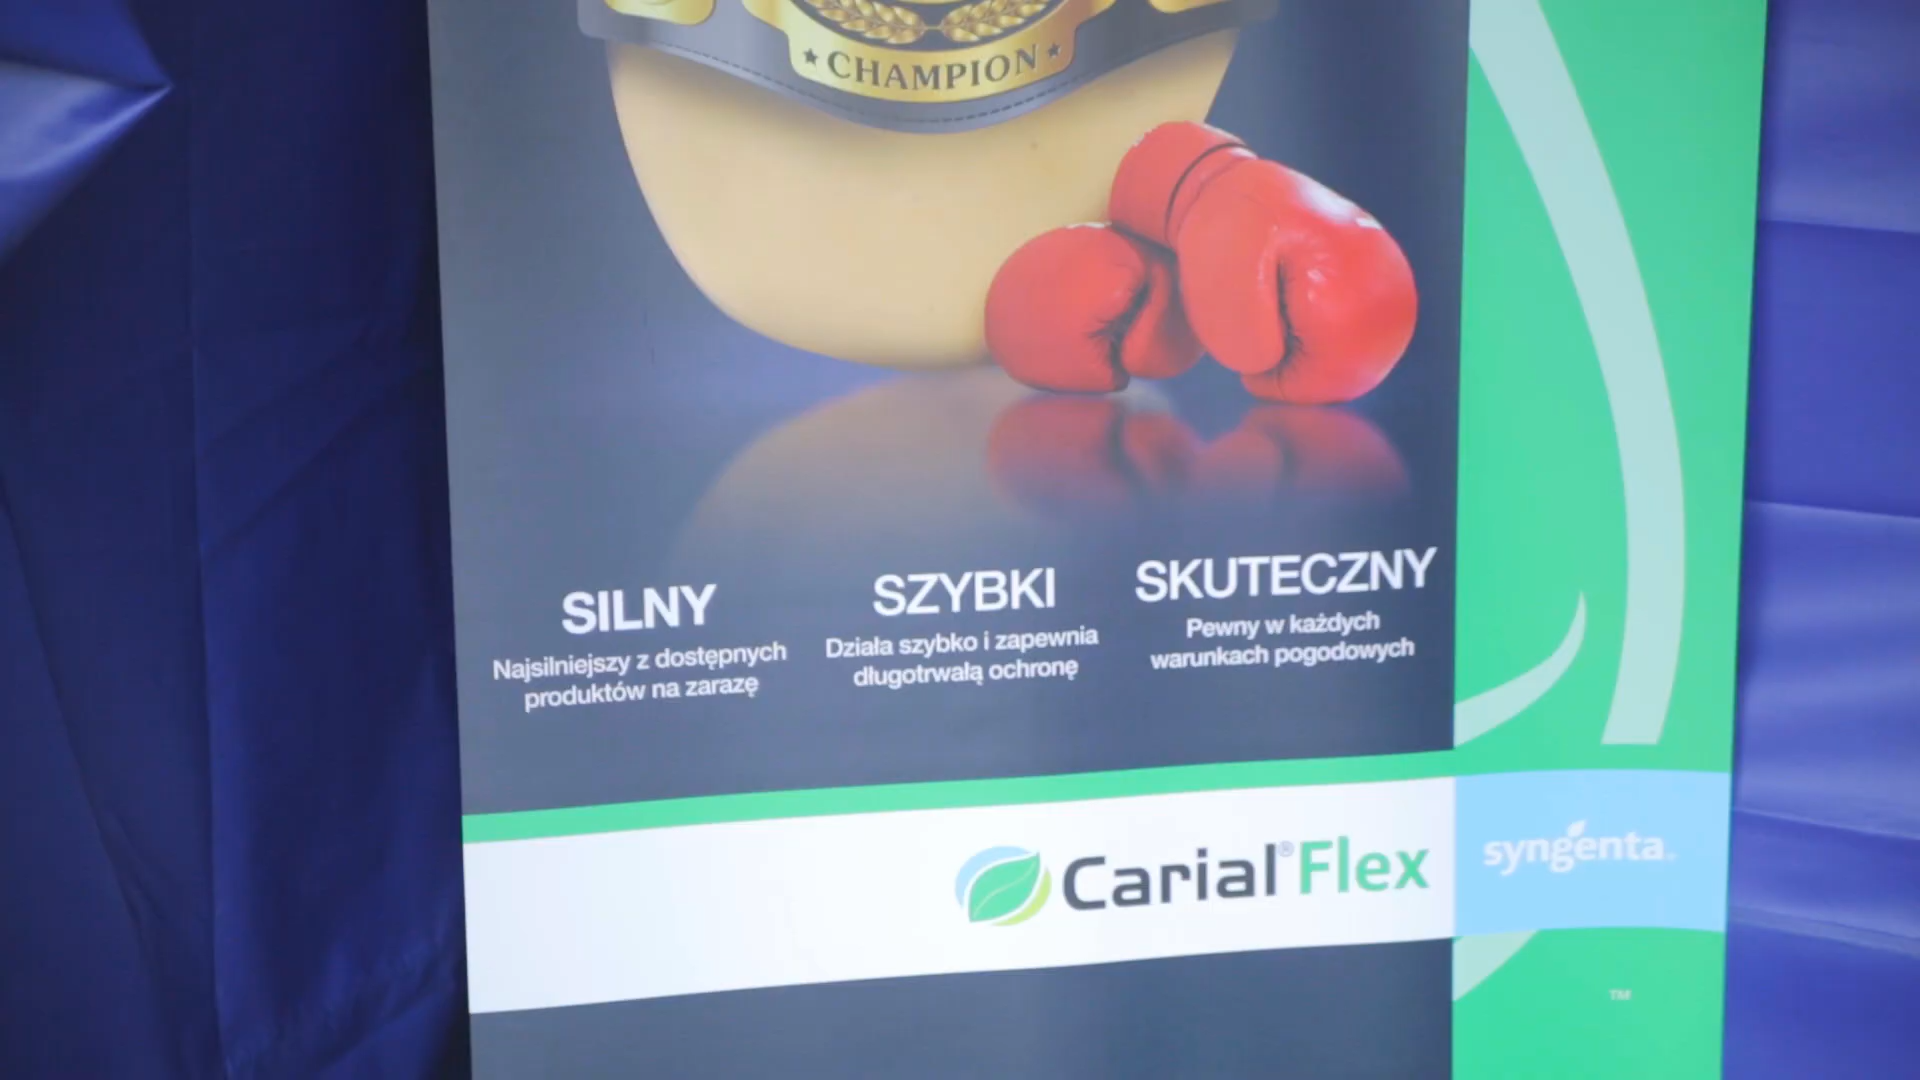 CHAMPION
SILNY
Najsilniejszy z dostępnych
produktów na zarazę
SZYBKI
Działa szybko i zapewnia
długotrwałą ochronę
SKUTECZNY
Pewny w każdych
warunkach pogodowych
Carial® Flex
syngenta.
TM